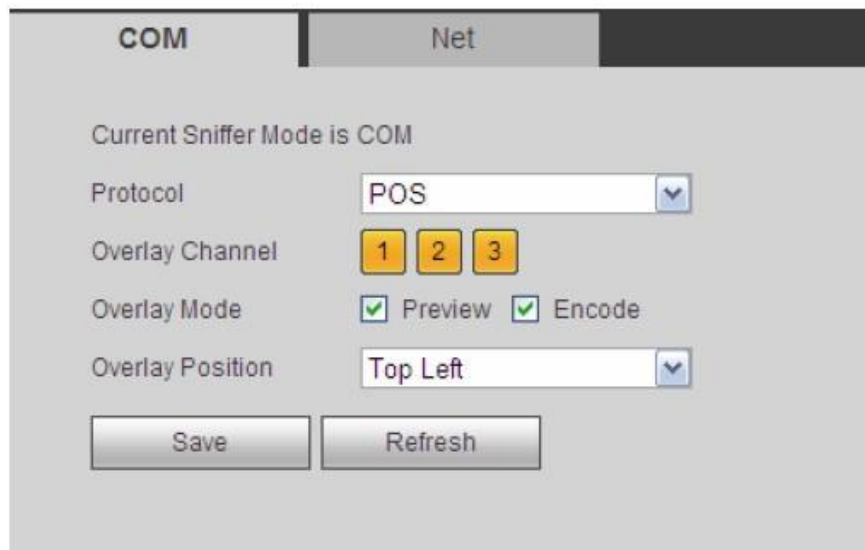 COM Net
Current Sniffer Mode is COM
Protocol POS
Overlay Channel 1 2 3
Overlay Mode Preview Encode
Overlay Position Top Left
Save Refresh